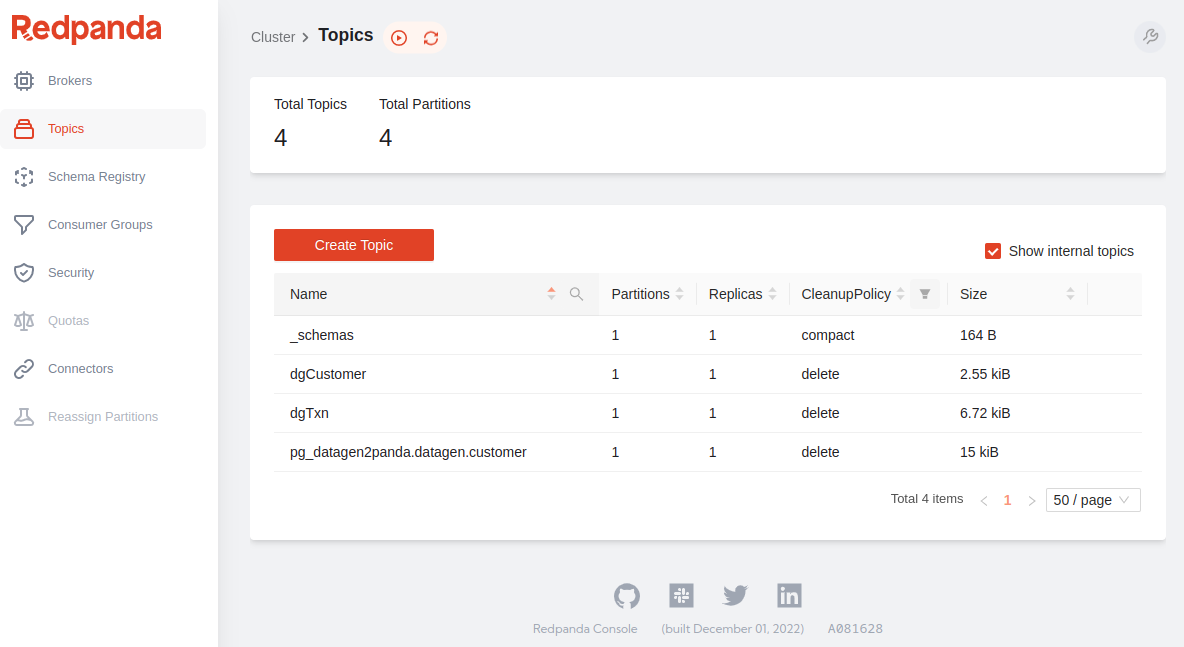 Redpanda
Cluster > Topics
Brokers
Topics
Schema Registry
Consumer Groups
Security
Quotas
Connectors
Reassign Partitions
Total Topics Total Partitions
4 4
Create Topic
Show internal topics
Name Partitions Replicas CleanupPolicy Size
_schemas 1 1 compact 164 B
dgCustomer 1 1 delete 2.55 kiB
dgTxn 1 1 delete 6.72 kiB
pg_datagen2panda.datagen.customer 1 1 delete 15 kiB
Total 4 items < 1 > 50 / page
in
Redpanda Console (built December 01, 2022) A081628